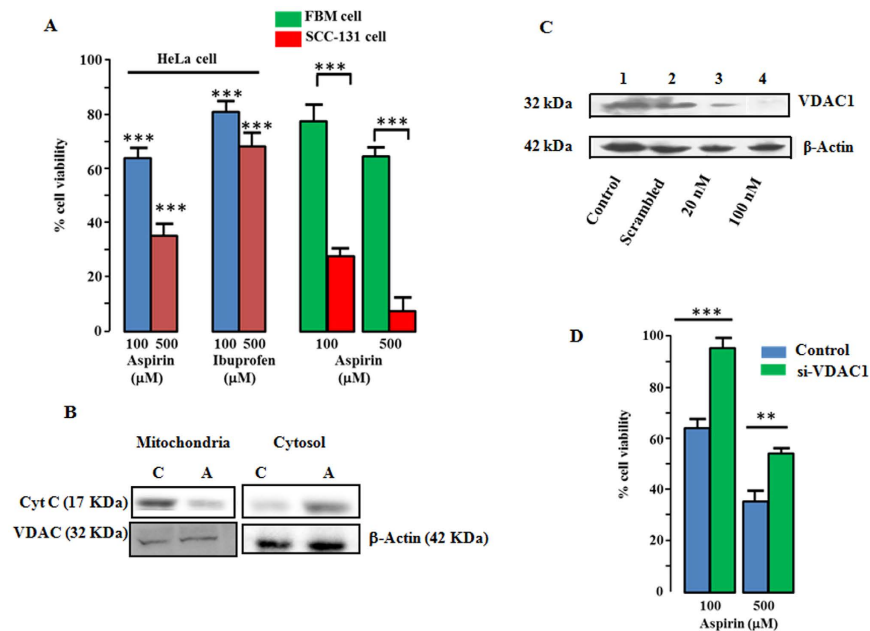 A
FBM cell
SCC-131 cell
HeLa cell
***
***
***
***
***
***
% cell viability
100
80
60
40
20
0
100 500
100 500
100
500
Aspirin
(µM)
Ibuprofen
(µM)
Aspirin
(µM)
B
Mitochondria
Cytosol
C A
C A
Cyt C (17 KDa)
VDAC (32 KDa)
β-Actin (42 KDa)
C
1 2 3 4
32 kDa
VDAC1
42 kDa
β-Actin
Control
Scrambled
20 nM
100 nM
D
Control
si-VDAC1
***
**
% cell viability
100
80
60
40
20
0
100
500
Aspirin (µM)